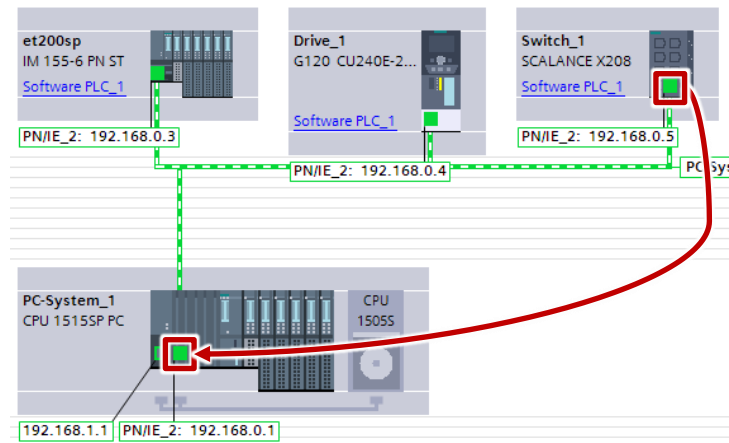 et200sp
IM 155-6 PN ST
Software PLC_1
PN/IE_2: 192.168.0.3
Drive_1
G120 CU240E-2...
Software PLC_1
PN/IE_2: 192.168.0.4
Switch_1
SCALANCE X208
Software PLC_1
PN/IE_2: 192.168.0.5
PC-Sys
PC-System_1
CPU 1515SP PC
CPU
1505S
192.168.1.1
PN/IE_2: 192.168.0.1